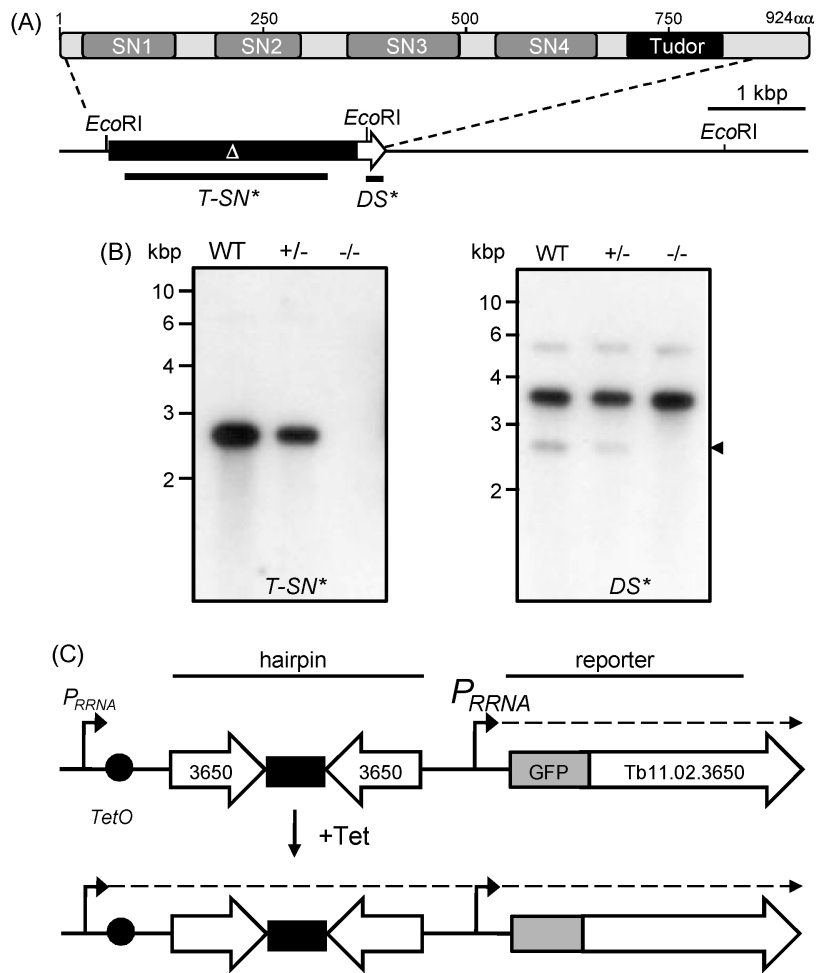 (A)
1 250 500 750 924αα
SN1 SN2 SN3 SN4 Tudor
1 kbp
EcoRI EcoRI EcoRI
Δ
T-SN* DS*
(B) kbp WT +/- -/- kbp WT +/- -/-
10 10
6 6
4 4
3 3
2 2
T-SN* DS*
(C) hairpin reporter
PRRNA PRRNA
3650 3650 GFP Tb11.02.3650
TetO
+Tet